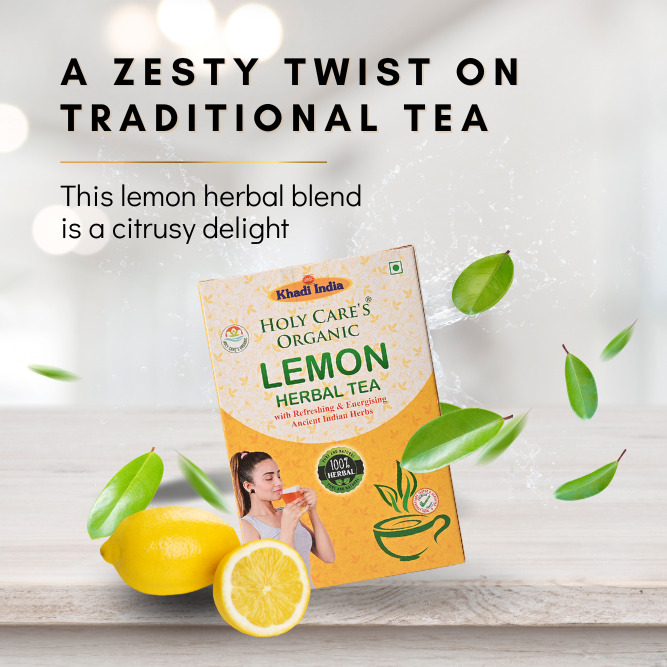 A ZESTY TWIST ON
TRADITIONAL TEA
This lemon herbal blend
is a citrusy delight
Khadi India
HOLY CARE'S®
ORGANIC
LEMON
HERBAL TEA
with Refreshing & Energising
Ancient Indian Herbs
100%
HERBAL